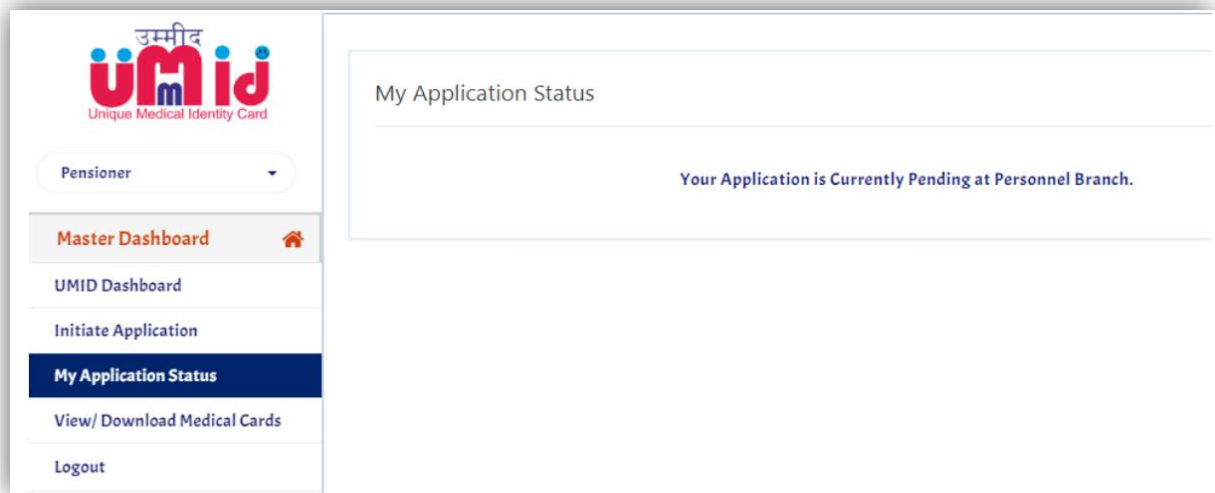 उम्मीद
UMmid
Unique Medical Identity Card
Pensioner
Master Dashboard
UMID Dashboard
Initiate Application
My Application Status
View/ Download Medical Cards
Logout
My Application Status
Your Application is Currently Pending at Personnel Branch.